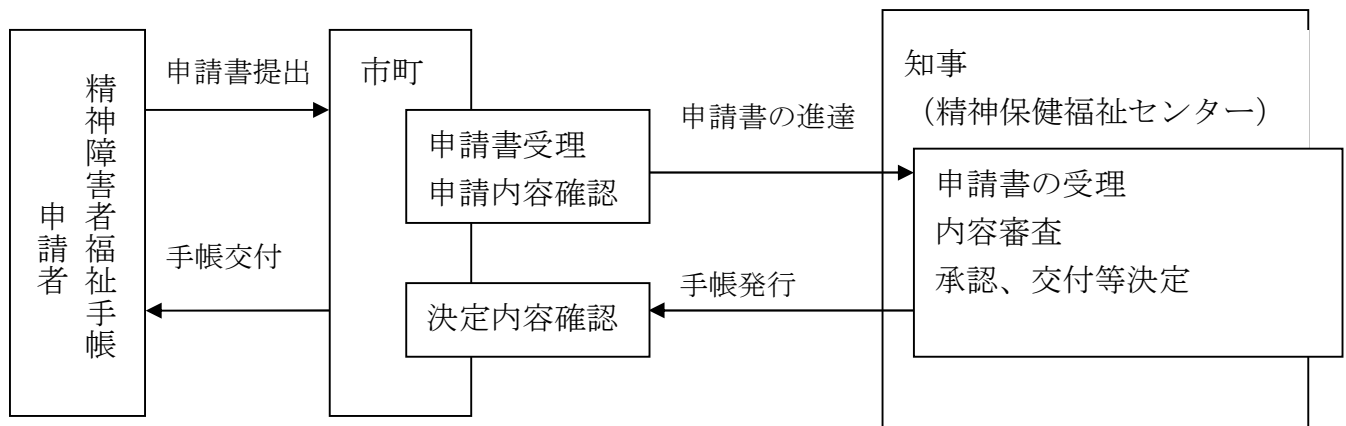 精神障害者福祉手帳
申請者
申請書提出
手帳交付
市町
申請書受理
申請内容確認
決定内容確認
申請書の進達
手帳発行
知事
（精神保健福祉センター）
申請書の受理
内容審査
承認、交付等決定